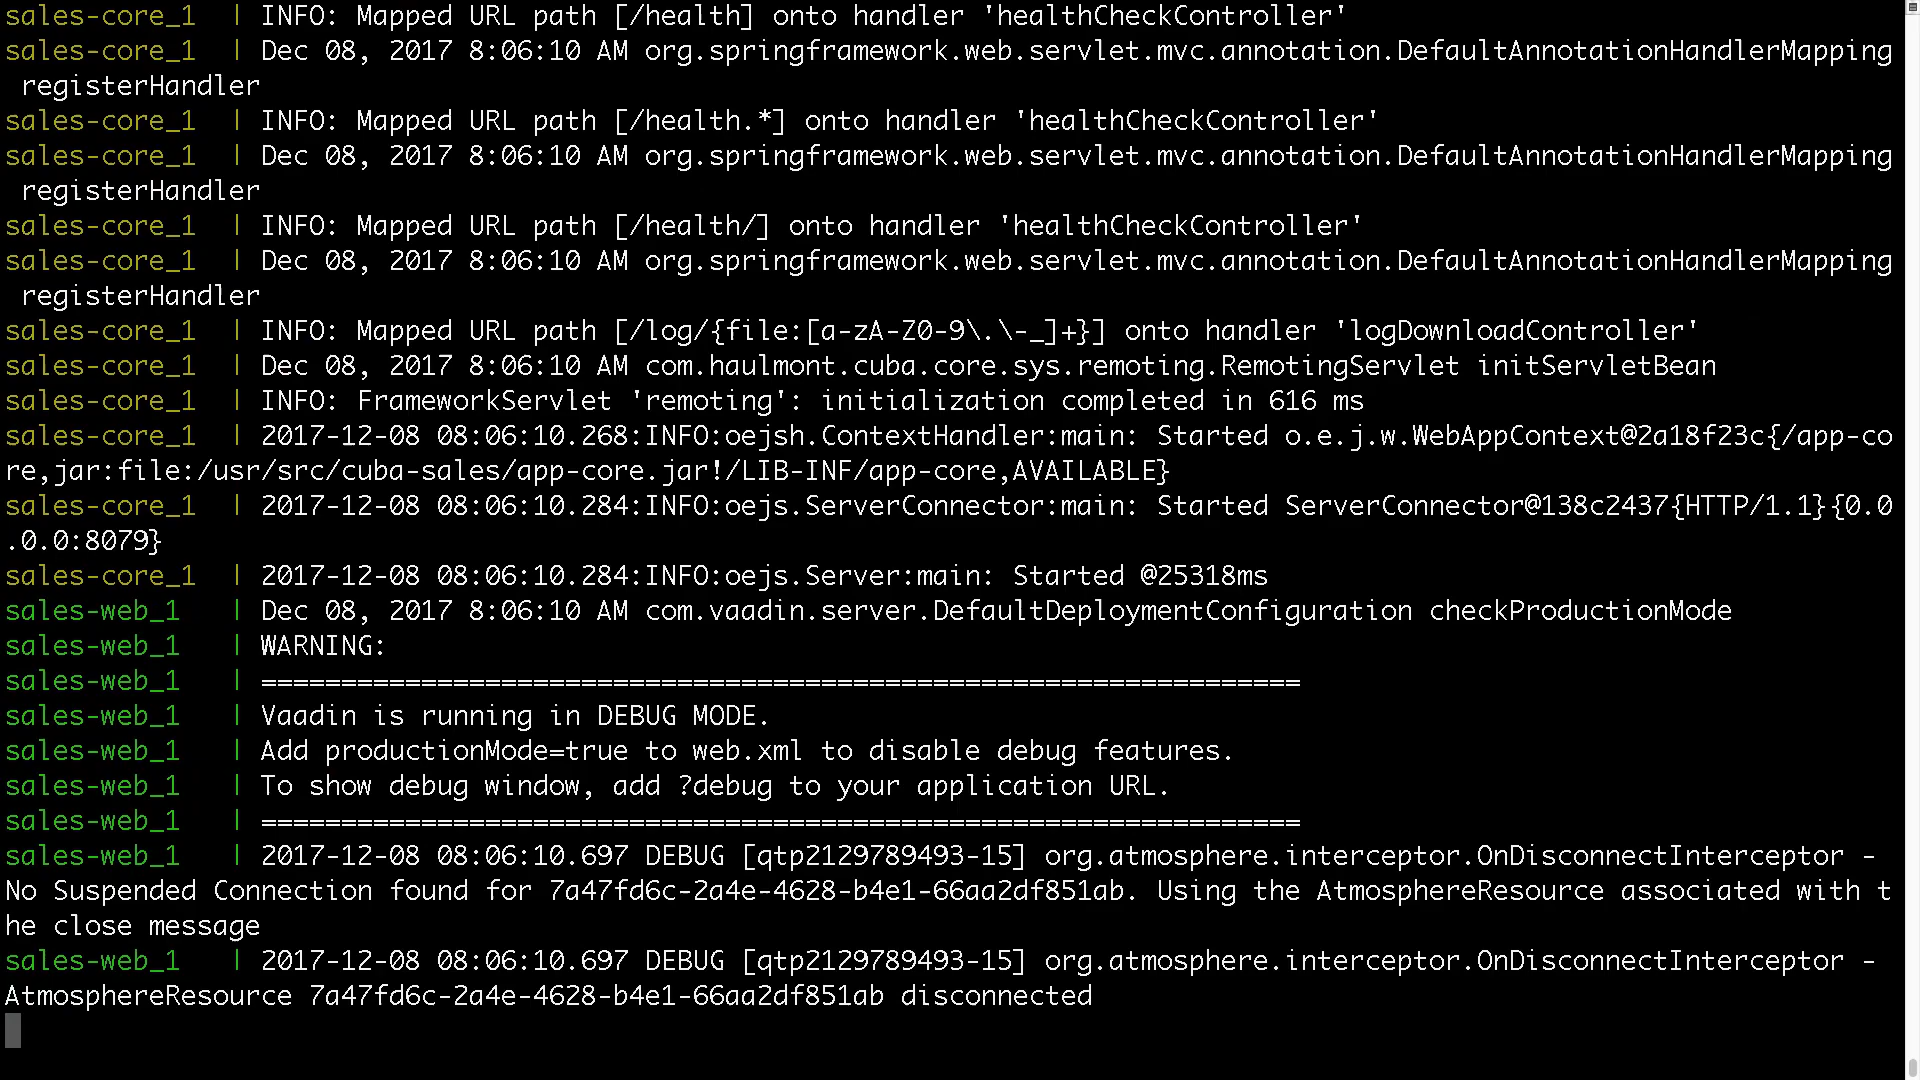 sales-core_1  | INFO: Mapped URL path [/health] onto handler 'healthCheckController'
sales-core_1  | Dec 08, 2017 8:06:10 AM org.springframework.web.servlet.mvc.annotation.DefaultAnnotationHandlerMapping
 registerHandler
sales-core_1  | INFO: Mapped URL path [/health.*] onto handler 'healthCheckController'
sales-core_1  | Dec 08, 2017 8:06:10 AM org.springframework.web.servlet.mvc.annotation.DefaultAnnotationHandlerMapping
 registerHandler
sales-core_1  | INFO: Mapped URL path [/health/] onto handler 'healthCheckController'
sales-core_1  | Dec 08, 2017 8:06:10 AM org.springframework.web.servlet.mvc.annotation.DefaultAnnotationHandlerMapping
 registerHandler
sales-core_1  | INFO: Mapped URL path [/log/{file:[a-zA-Z0-9\.\-_]+}] onto handler 'logDownloadController'
sales-core_1  | Dec 08, 2017 8:06:10 AM com.haulmont.cuba.core.sys.remoting.RemotingServlet initServletBean
sales-core_1  | INFO: FrameworkServlet 'remoting': initialization completed in 616 ms
sales-core_1  | 2017-12-08 08:06:10.268:INFO:oejsh.ContextHandler:main: Started o.e.j.w.WebAppContext@2a18f23c{/app-co
re,jar:file:/usr/src/cuba-sales/app-core.jar!/LIB-INF/app-core,AVAILABLE}
sales-core_1  | 2017-12-08 08:06:10.284:INFO:oejs.ServerConnector:main: Started ServerConnector@138c2437{HTTP/1.1}{0.0
.0.0:8079}
sales-core_1  | 2017-12-08 08:06:10.284:INFO:oejs.Server:main: Started @25318ms
sales-web_1   | Dec 08, 2017 8:06:10 AM com.vaadin.server.DefaultDeploymentConfiguration checkProductionMode
sales-web_1   | WARNING:
sales-web_1   | =================================================================
sales-web_1   | Vaadin is running in DEBUG MODE.
sales-web_1   | Add productionMode=true to web.xml to disable debug features.
sales-web_1   | To show debug window, add ?debug to your application URL.
sales-web_1   | =================================================================
sales-web_1   | 2017-12-08 08:06:10.697 DEBUG [qtp2129789493-15] org.atmosphere.interceptor.OnDisconnectInterceptor -
No Suspended Connection found for 7a47fd6c-2a4e-4628-b4e1-66aa2df851ab. Using the AtmosphereResource associated with t
he close message
sales-web_1   | 2017-12-08 08:06:10.697 DEBUG [qtp2129789493-15] org.atmosphere.interceptor.OnDisconnectInterceptor -
AtmosphereResource 7a47fd6c-2a4e-4628-b4e1-66aa2df851ab disconnected